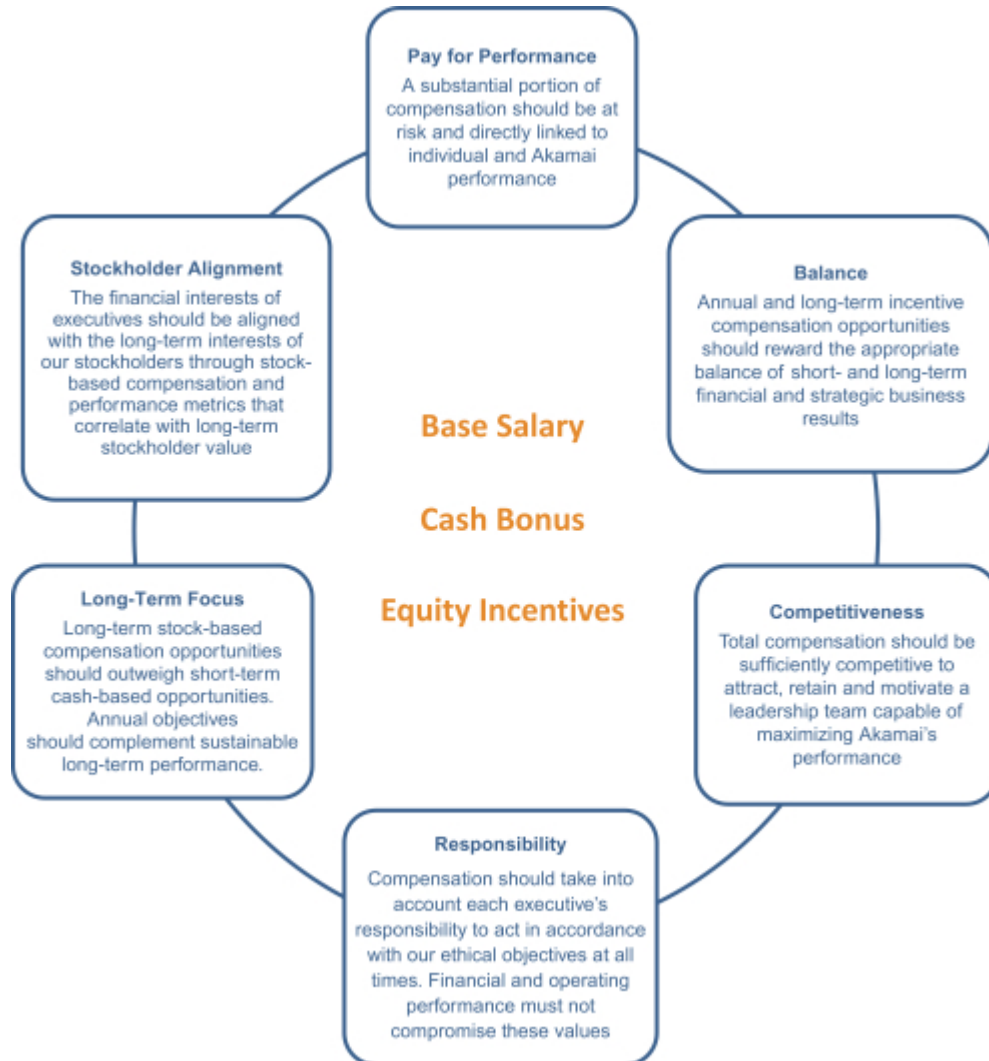 Pay for Performance
A substantial portion of
compensation should be at
risk and directly linked to
individual and Akamai
performance
Stockholder Alignment
The financial interests of
executives should be aligned
with the long-term interests of
our stockholders through stock-
based compensation and
performance metrics that
correlate with long-term
stockholder value
Balance
Annual and long-term incentive
compensation opportunities
should reward the appropriate
balance of short- and long-term
financial and strategic business
results
Base Salary
Cash Bonus
Equity Incentives
Long-Term Focus
Long-term stock-based
compensation opportunities
should outweigh short-term
cash-based opportunities.
Annual objectives
should complement sustainable
long-term performance.
Competitiveness
Total compensation should be
sufficiently competitive to
attract, retain and motivate a
leadership team capable of
maximizing Akamai's
performance
Responsibility
Compensation should take into
account each executive's
responsibility to act in accordance
with our ethical objectives at all
times. Financial and operating
performance must not
compromise these values